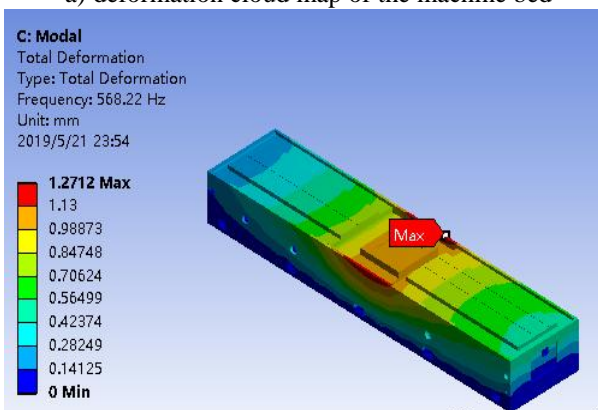 a) deformation cloud map of the machine bed
C: Modal
Total Deformation
Type: Total Deformation
Frequency: 568.22 Hz
Unit: mm
2019/5/21 23:54
1.2712 Max
1.13
0.98873
0.84748
0.70624
0.56499
0.42374
0.28249
0.14125
0 Min
Max